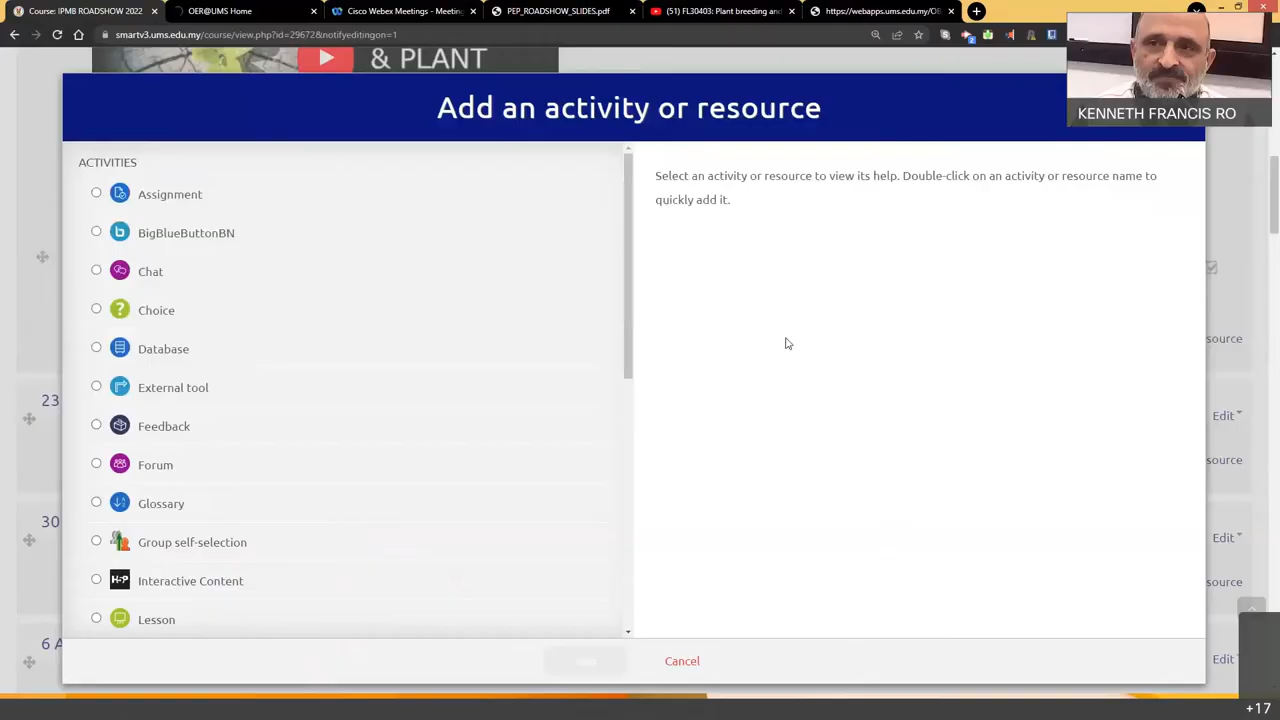 Course: IPMB ROADSHOW 2022
OER@UMS Home
Cisco Webex Meetings - Meetin
PEP_ROADSHOW_SLIDES.pdf
(51) FL30403: Plant breeding and
https://webapps.ums.edu.my/OE
smartv3.ums.edu.my/course/view.php?id=29672&notifyeditingon=1
2
& PLANT
KENNETH FRANCIS RO
Add an activity or resource
ACTIVITIES
Assignment
BigBlueButtonBN
Chat
Choice
Database
External tool
Feedback
Forum
Glossary
Group self-selection
H5P
Interactive Content
Lesson
Select an activity or resource to view its help. Double-click on an activity or resource name to
quickly add it.
source
23
Edit
source
30
Edit
source
6 A
Edit
Cancel
+17